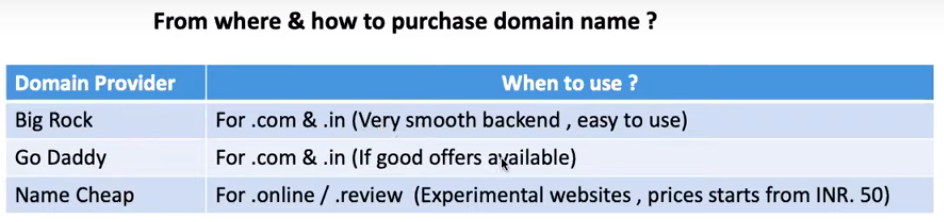 From where & how to purchase domain name ?
Domain Provider When to use ?
Big Rock For .com & .in (Very smooth backend , easy to use)
Go Daddy For .com & .in (If good offers available)
Name Cheap For .online / .review (Experimental websites , prices starts from INR. 50)